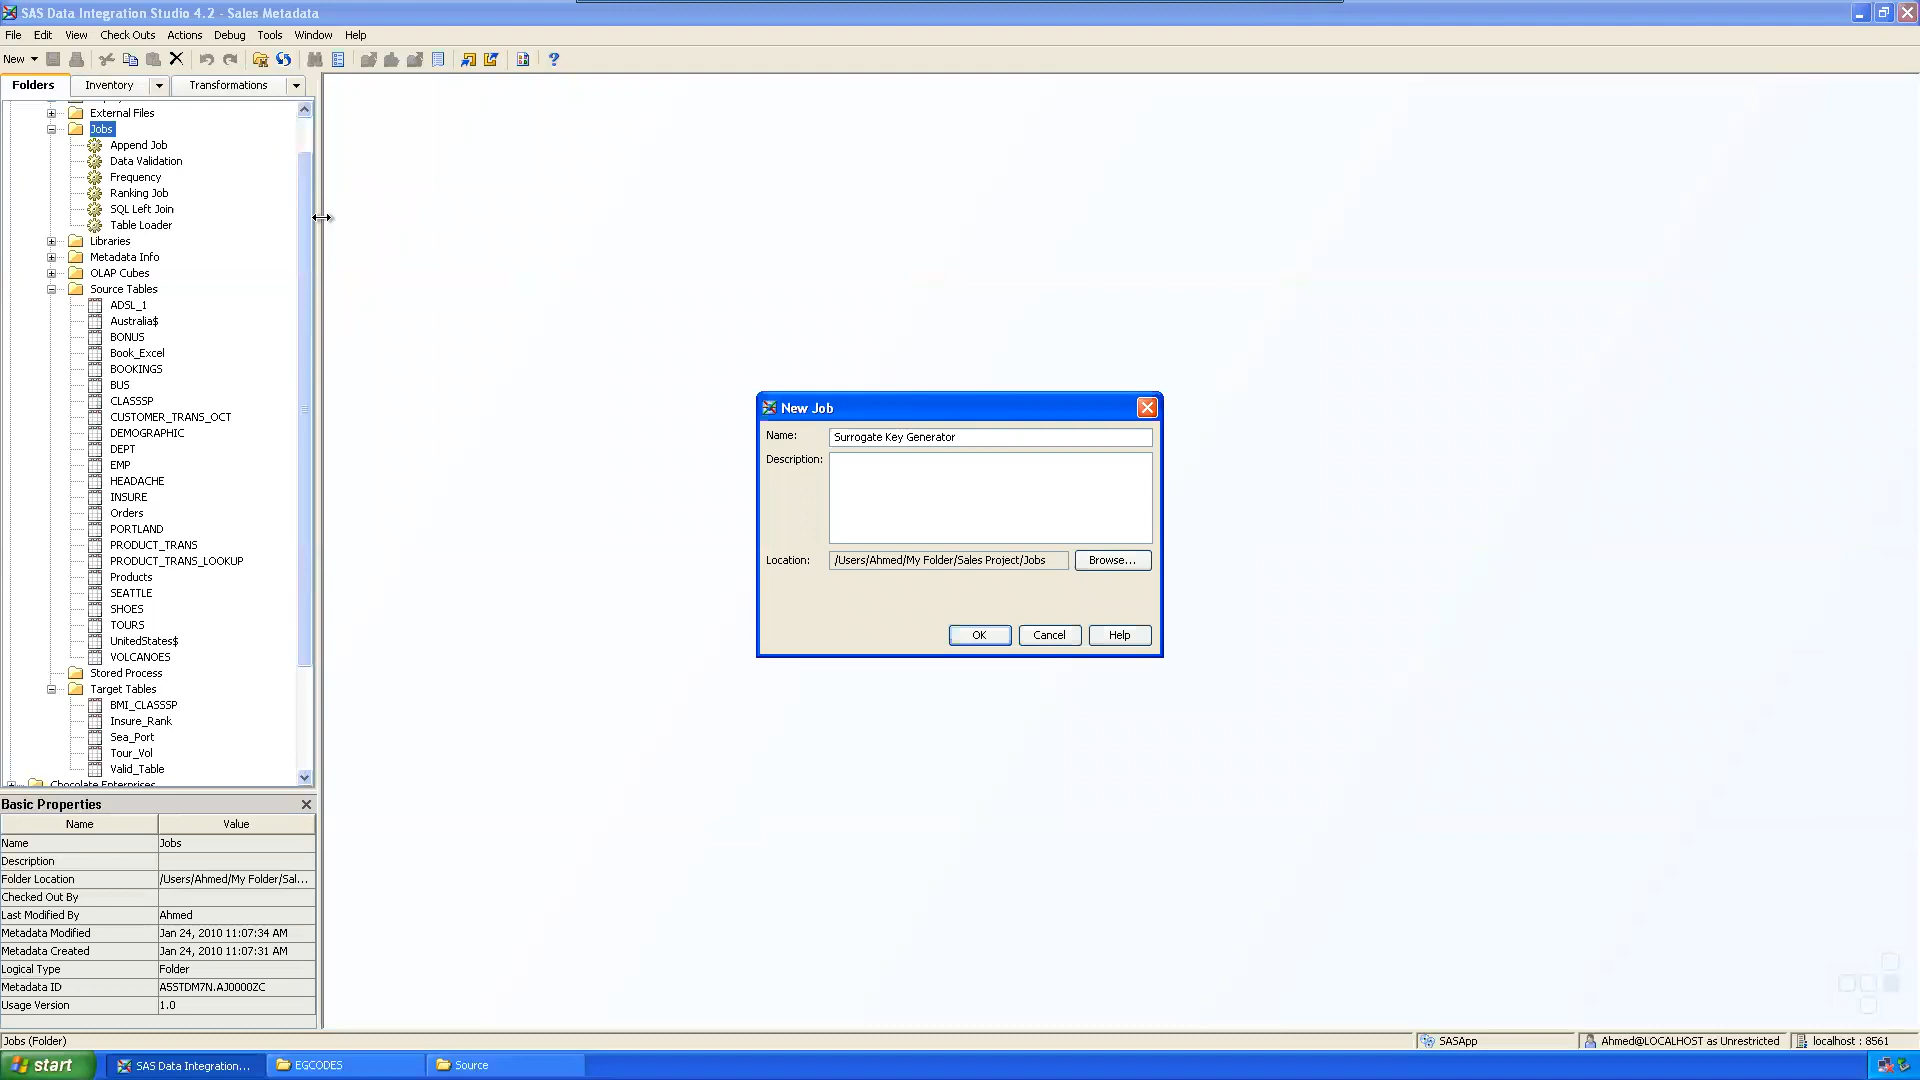 SAS Data Integration Studio 4.2 - Sales Metadata
File Edit View Check Outs Actions Debug Tools Window Help
New
Folders Inventory Transformations
External Files
Jobs
Append Job
Data Validation
Frequency
Ranking Job
SQL Left Join
Table Loader
Libraries
Metadata Info
OLAP Cubes
Source Tables
ADSL_1
Australia$
BONUS
Book_Excel
BOOKINGS
BUS
CLASSSP
CUSTOMER_TRANS_OCT
DEMOGRAPHIC
DEPT
EMP
HEADACHE
INSURE
Orders
PORTLAND
PRODUCT_TRANS
PRODUCT_TRANS_LOOKUP
Products
SEATTLE
SHOES
TOURS
UnitedStates$
VOLCANOES
Stored Process
Target Tables
BMI_CLASSSP
Insure_Rank
Sea_Port
Tour_Vol
Valid_Table
Chocolate Enterprises
New Job
Name: Surrogate Key Generator
Description:
Location: /Users/Ahmed/My Folder/Sales Project/Jobs Browse...
OK Cancel Help
Basic Properties
Name Value
Name Jobs
Description
Folder Location /Users/Ahmed/My Folder/Sal...
Checked Out By
Last Modified By Ahmed
Metadata Modified Jan 24, 2010 11:07:34 AM
Metadata Created Jan 24, 2010 11:07:31 AM
Logical Type Folder
Metadata ID A5STDM7N.AJ0000ZC
Usage Version 1.0
Jobs (Folder) SASApp Ahmed@LOCALHOST as Unrestricted localhost : 8561
start SAS Data Integration... EGCODES Source